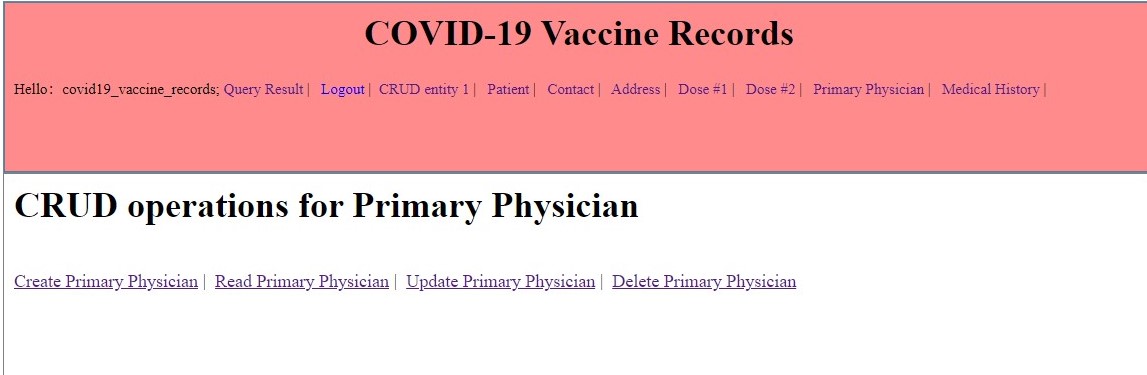 COVID-19 Vaccine Records
Hello: covid19_vaccine_records; Query Result | Logout | CRUD entity 1 | Patient | Contact | Address | Dose #1 | Dose #2 | Primary Physician | Medical History |
CRUD operations for Primary Physician
Create Primary Physician | Read Primary Physician | Update Primary Physician | Delete Primary Physician